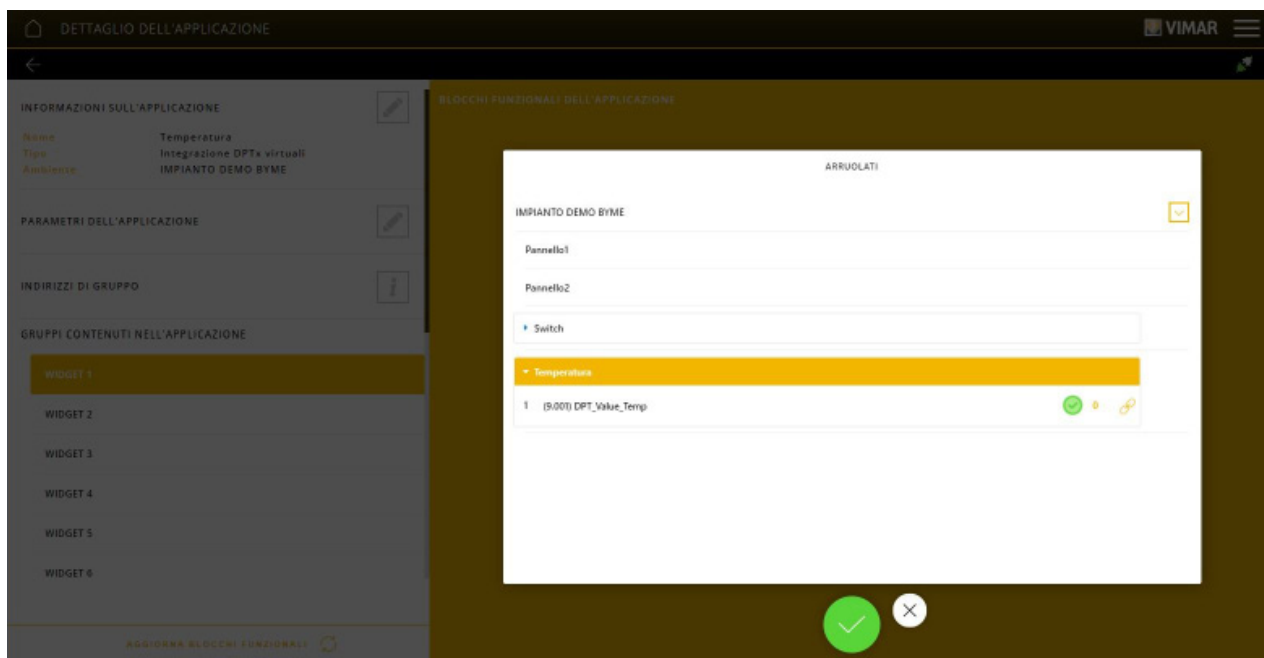 DETTAGLIO DELL'APPLICAZIONE
VIMAR
INFORMAZIONI SULL'APPLICAZIONE
Nome Temperatura
Tipo Integrazione DPTx virtuali
Ambiente IMPIANTO DEMO BYME
PARAMETRI DELL'APPLICAZIONE
INDIRIZZI DI GRUPPO
GRUPPI CONTENUTI NELL'APPLICAZIONE
WIDGET 1
WIDGET 2
WIDGET 3
WIDGET 4
WIDGET 5
WIDGET 6
AGGIORNA BLOCCHI FUNZIONALI
BLOCCHI FUNZIONALI DELL'APPLICAZIONE
ARRUOLATI
IMPIANTO DEMO BYME
Pannello1
Pannello2
Switch
Temperatura
1 (9.001) DPT_Value_Temp 0